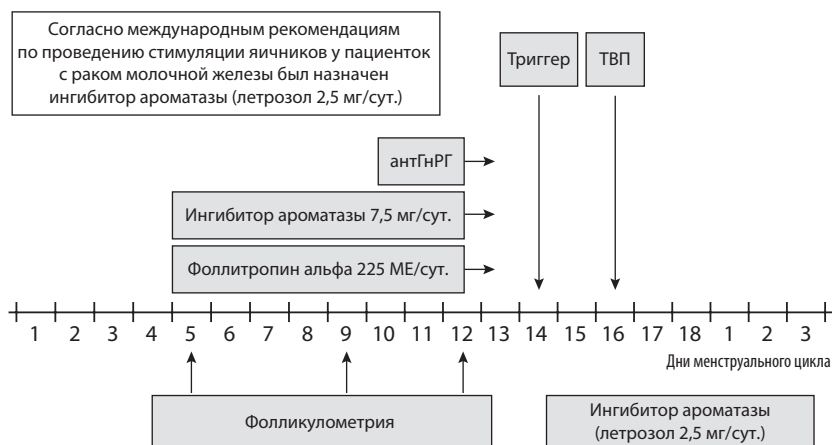 Согласно международным рекомендациям
по проведению стимуляции яичников у пациенток
с раком молочной железы был назначен
ингибитор ароматазы (летрозол 2,5 мг/сут.)
Триггер
ТВП
антГнРГ
Ингибитор ароматазы 7,5 мг/сут.
Фоллитропин альфа 225 МЕ/сут.
1 2 3 4 5 6 7 8 9 10 11 12 13 14 15 16 17 18 1 2 3
Дни менструального цикла
Фолликулометрия
Ингибитор ароматазы
(летрозол 2,5 мг/сут.)